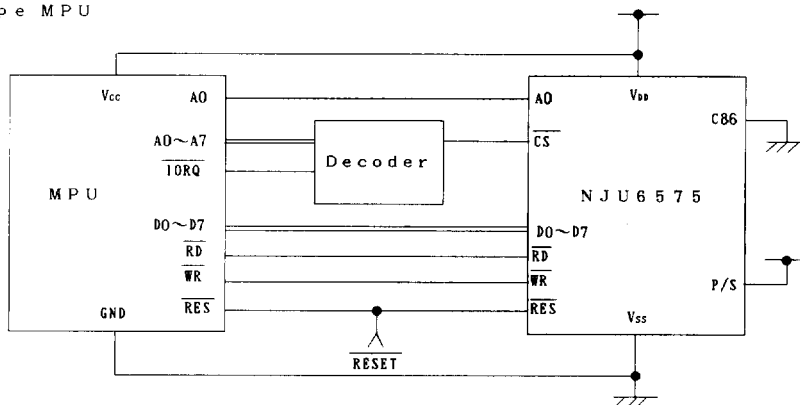 pe MPU
Vcc
A0
A0~A7
IORQ
MPU
D0~D7
RD
WR
RES
GND
Decoder
RESET
A0
VDD
C86
CS
NJU6575
D0~D7
RD
WR
P/S
RES
VSS